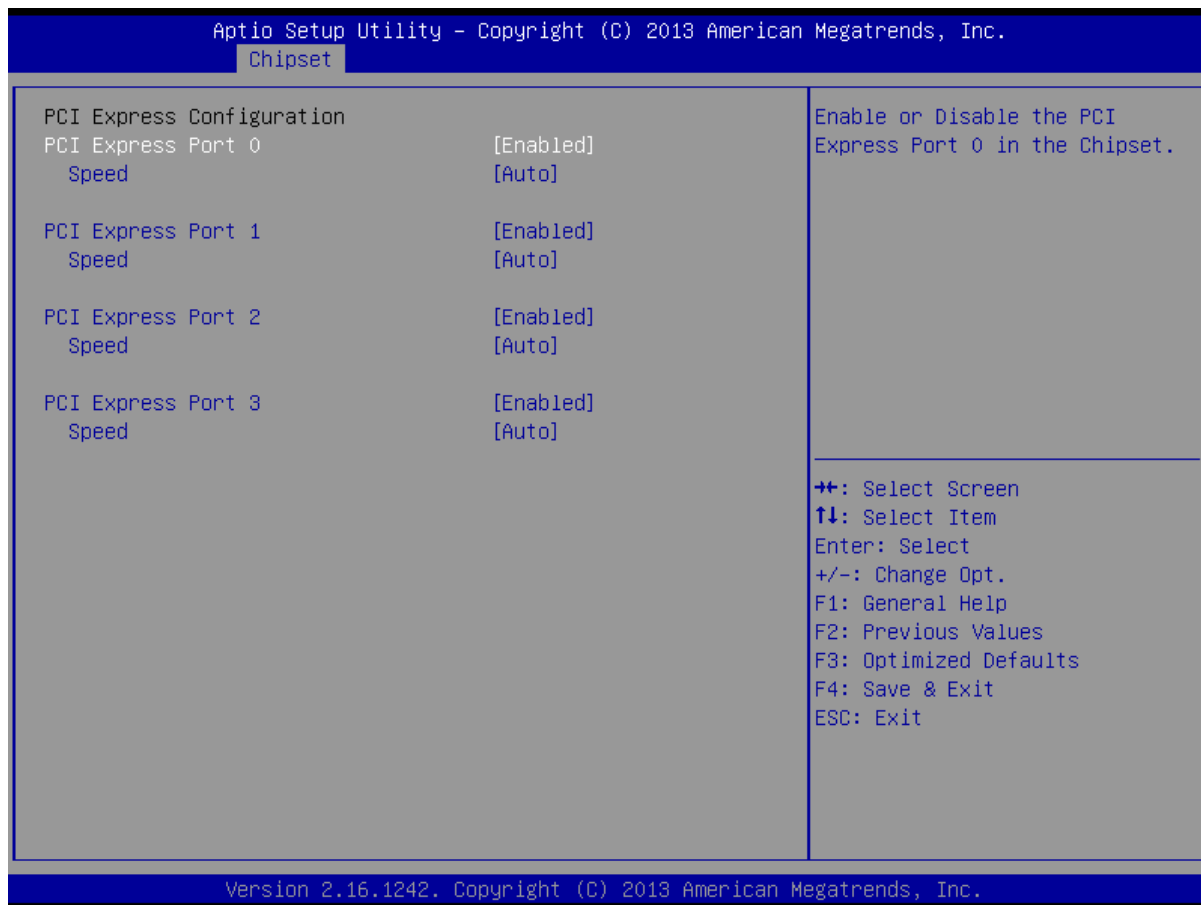 Aptio Setup Utility – Copyright (C) 2013 American Megatrends, Inc.
Chipset
PCI Express Configuration
PCI Express Port 0 [Enabled]
Speed [Auto]
PCI Express Port 1 [Enabled]
Speed [Auto]
PCI Express Port 2 [Enabled]
Speed [Auto]
PCI Express Port 3 [Enabled]
Speed [Auto]
Enable or Disable the PCI
Express Port 0 in the Chipset.
→←: Select Screen
↑↓: Select Item
Enter: Select
+/-: Change Opt.
F1: General Help
F2: Previous Values
F3: Optimized Defaults
F4: Save & Exit
ESC: Exit
Version 2.16.1242. Copyright (C) 2013 American Megatrends, Inc.